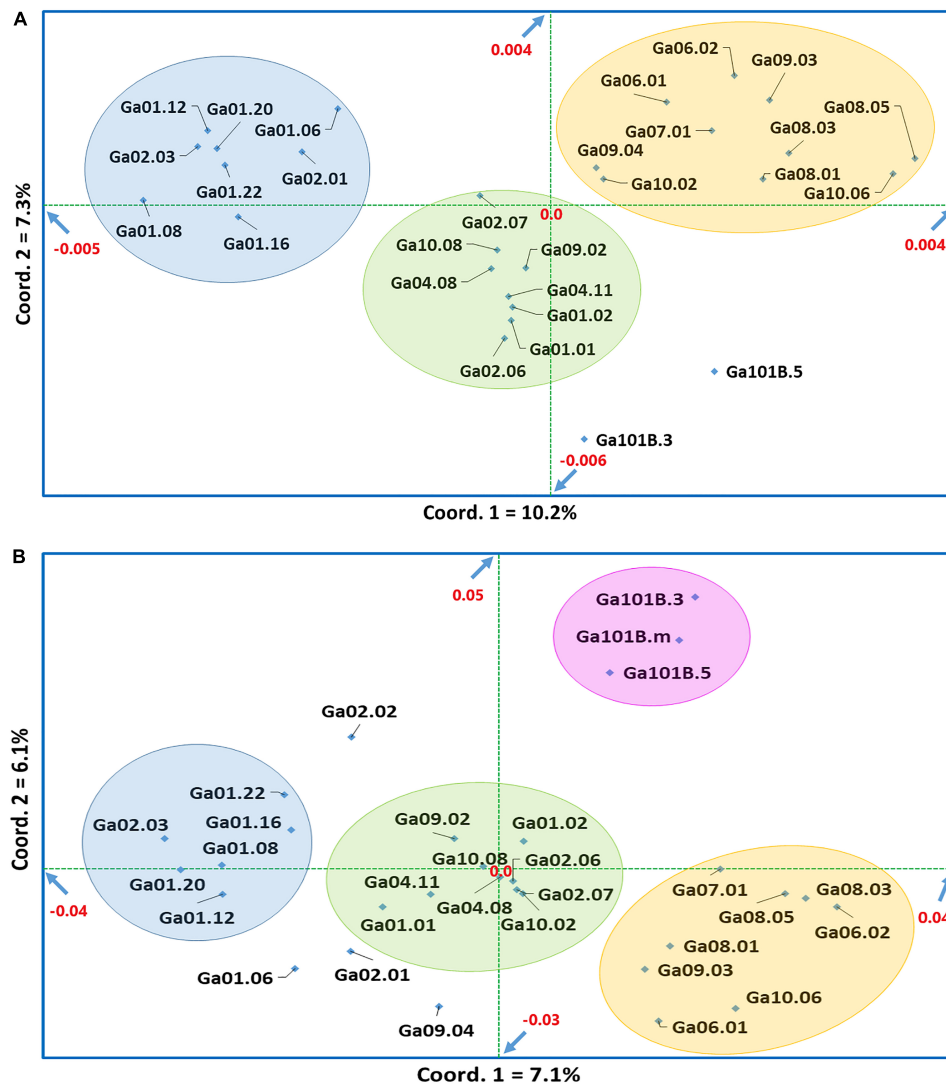 A
0.004
Ga06.02
Ga09.03
Ga06.01
Ga01.12
Ga01.20
Ga08.05
Ga01.06
Ga07.01
Ga08.03
Ga02.03
Ga09.04
Ga02.01
Ga08.01
Ga01.22
Ga10.02
Ga10.06
0.0
Ga02.07
Ga01.08
Ga01.16
-0.005
0.004
Ga10.08
Ga09.02
Ga04.08
Ga04.11
Ga01.02
Ga01.01
Ga02.06
Ga101B.5
Ga101B.3
-0.006
Coord. 2 = 7.3%
Coord. 1 = 10.2%
B
0.05
Ga101B.3
Ga101B.m
Ga101B.5
Ga02.02
Ga01.22
Ga02.03
Ga01.16
Ga09.02
Ga01.02
Ga01.08
Ga10.08
Ga02.06
0.0
Ga01.20
Ga04.11
Ga07.01
Ga08.03
Ga02.07
-0.04
Ga01.12
Ga04.08
Ga08.05
0.04
Ga01.01
Ga10.02
Ga06.02
Ga08.01
Ga01.06
Ga02.01
Ga09.03
Ga10.06
Ga09.04
-0.03
Ga06.01
Coord. 2 = 6.1%
Coord. 1 = 7.1%